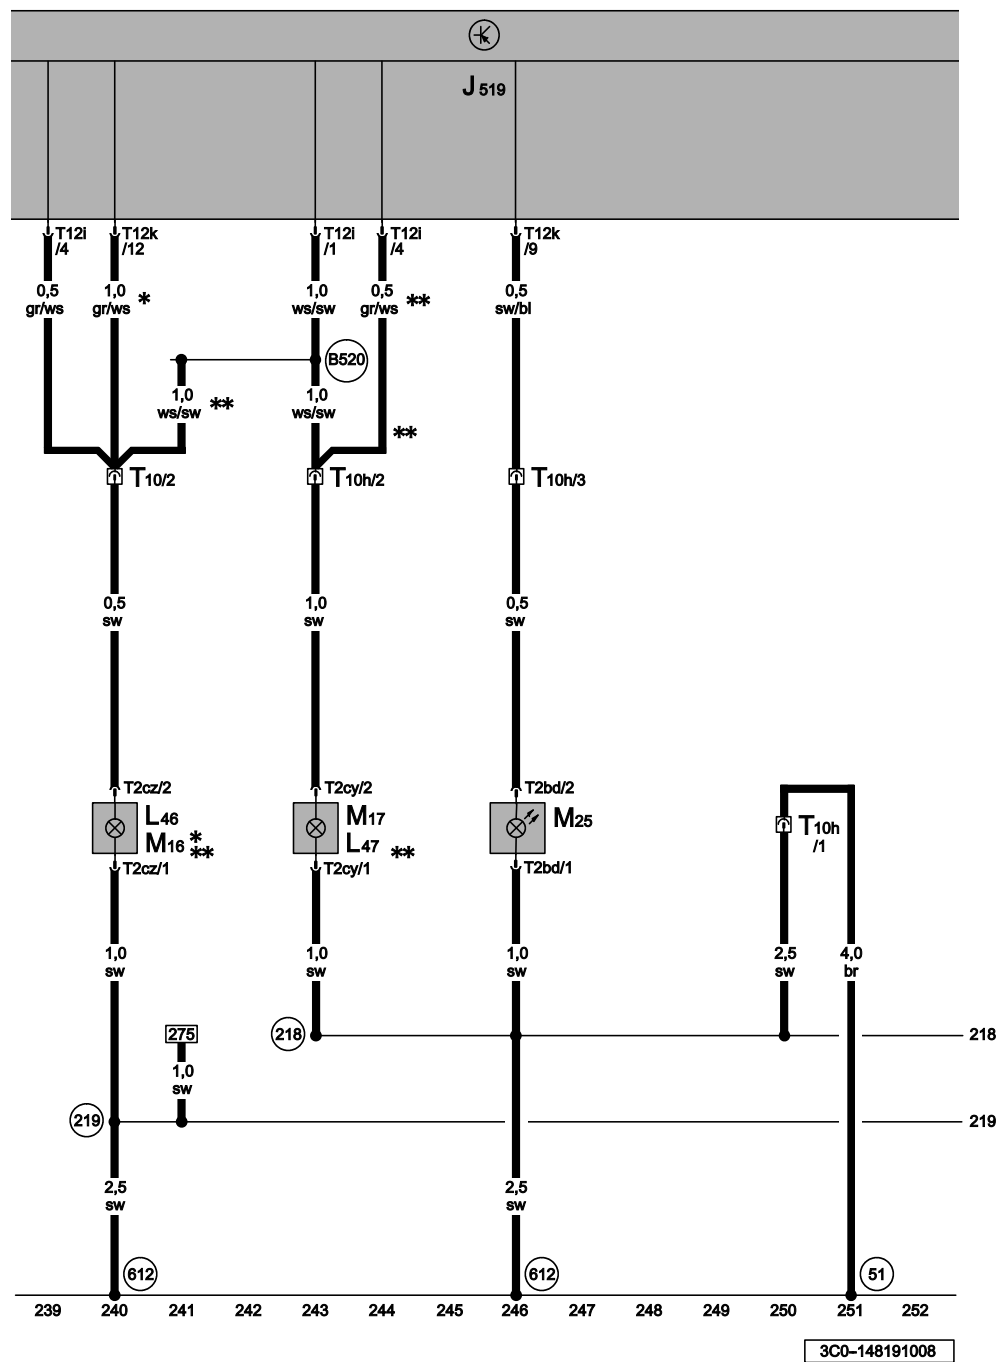 J 519
T12i T12k T12i T12i T12k
/4 /12 /1 /4 /9
0,5 1,0 1,0 0,5 0,5
gr/ws gr/ws * ws/sw gr/ws ** sw/bl
B520
1,0 1,0
ws/sw ** ws/sw
**
T10/2 T10h/2 T10h/3
0,5 1,0 0,5
sw sw sw
T2cz/2 T2cy/2 T2bd/2
L46 M17 M25
M16 * ** L47 **
T10h
/1
T2cz/1 T2cy/1 T2bd/1
1,0 1,0 1,0 2,5 4,0
sw sw sw sw br
275 218 218
1,0
sw
219 219
2,5 2,5
sw sw
612 612 51
239 240 241 242 243 244 245 246 247 248 249 250 251 252
3C0-148191008